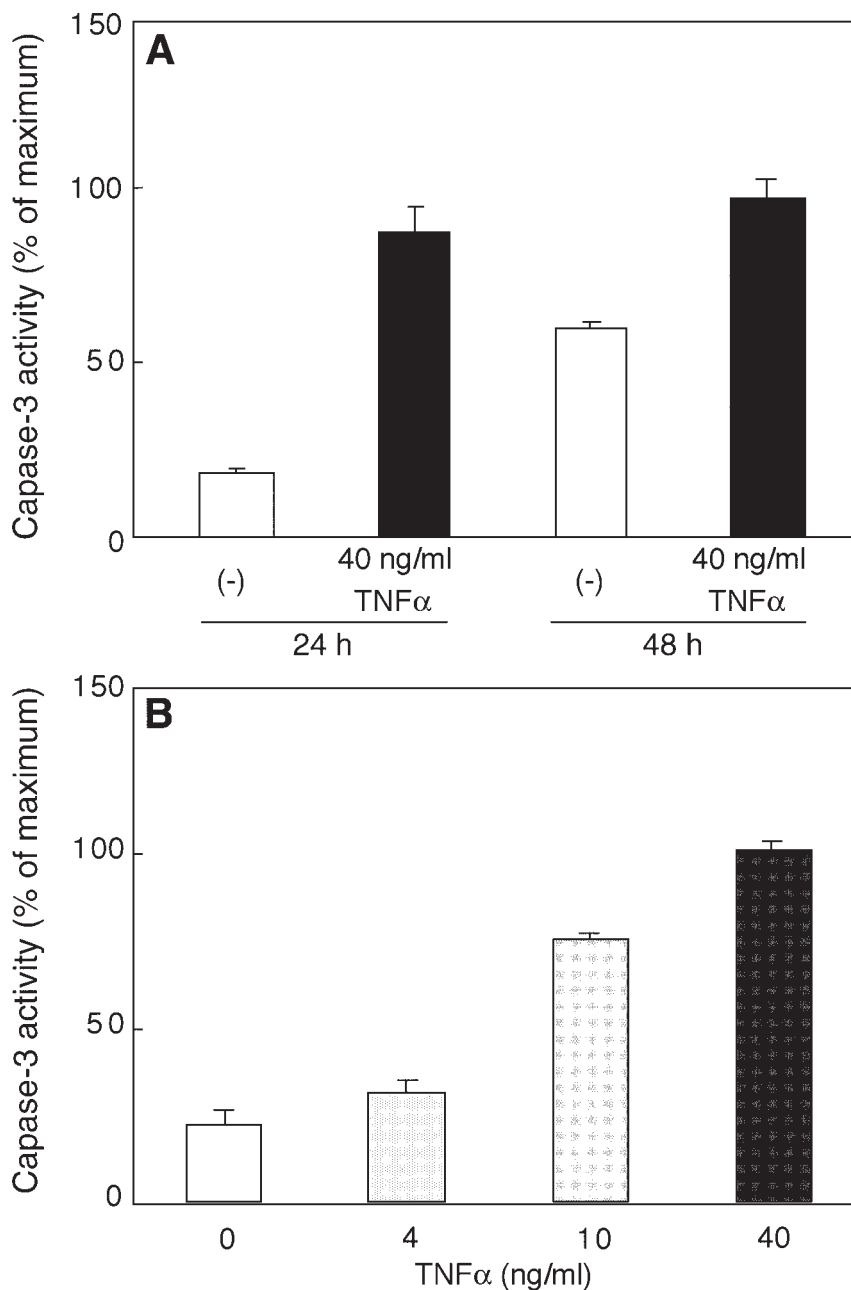 A
Capase-3 activity (% of maximum)
150
100
50
0
(-)
40 ng/ml
TNFα
(-)
40 ng/ml
TNFα
24 h
48 h
B
Capase-3 activity (% of maximum)
150
100
50
0
0 4 10 40
TNFα (ng/ml)